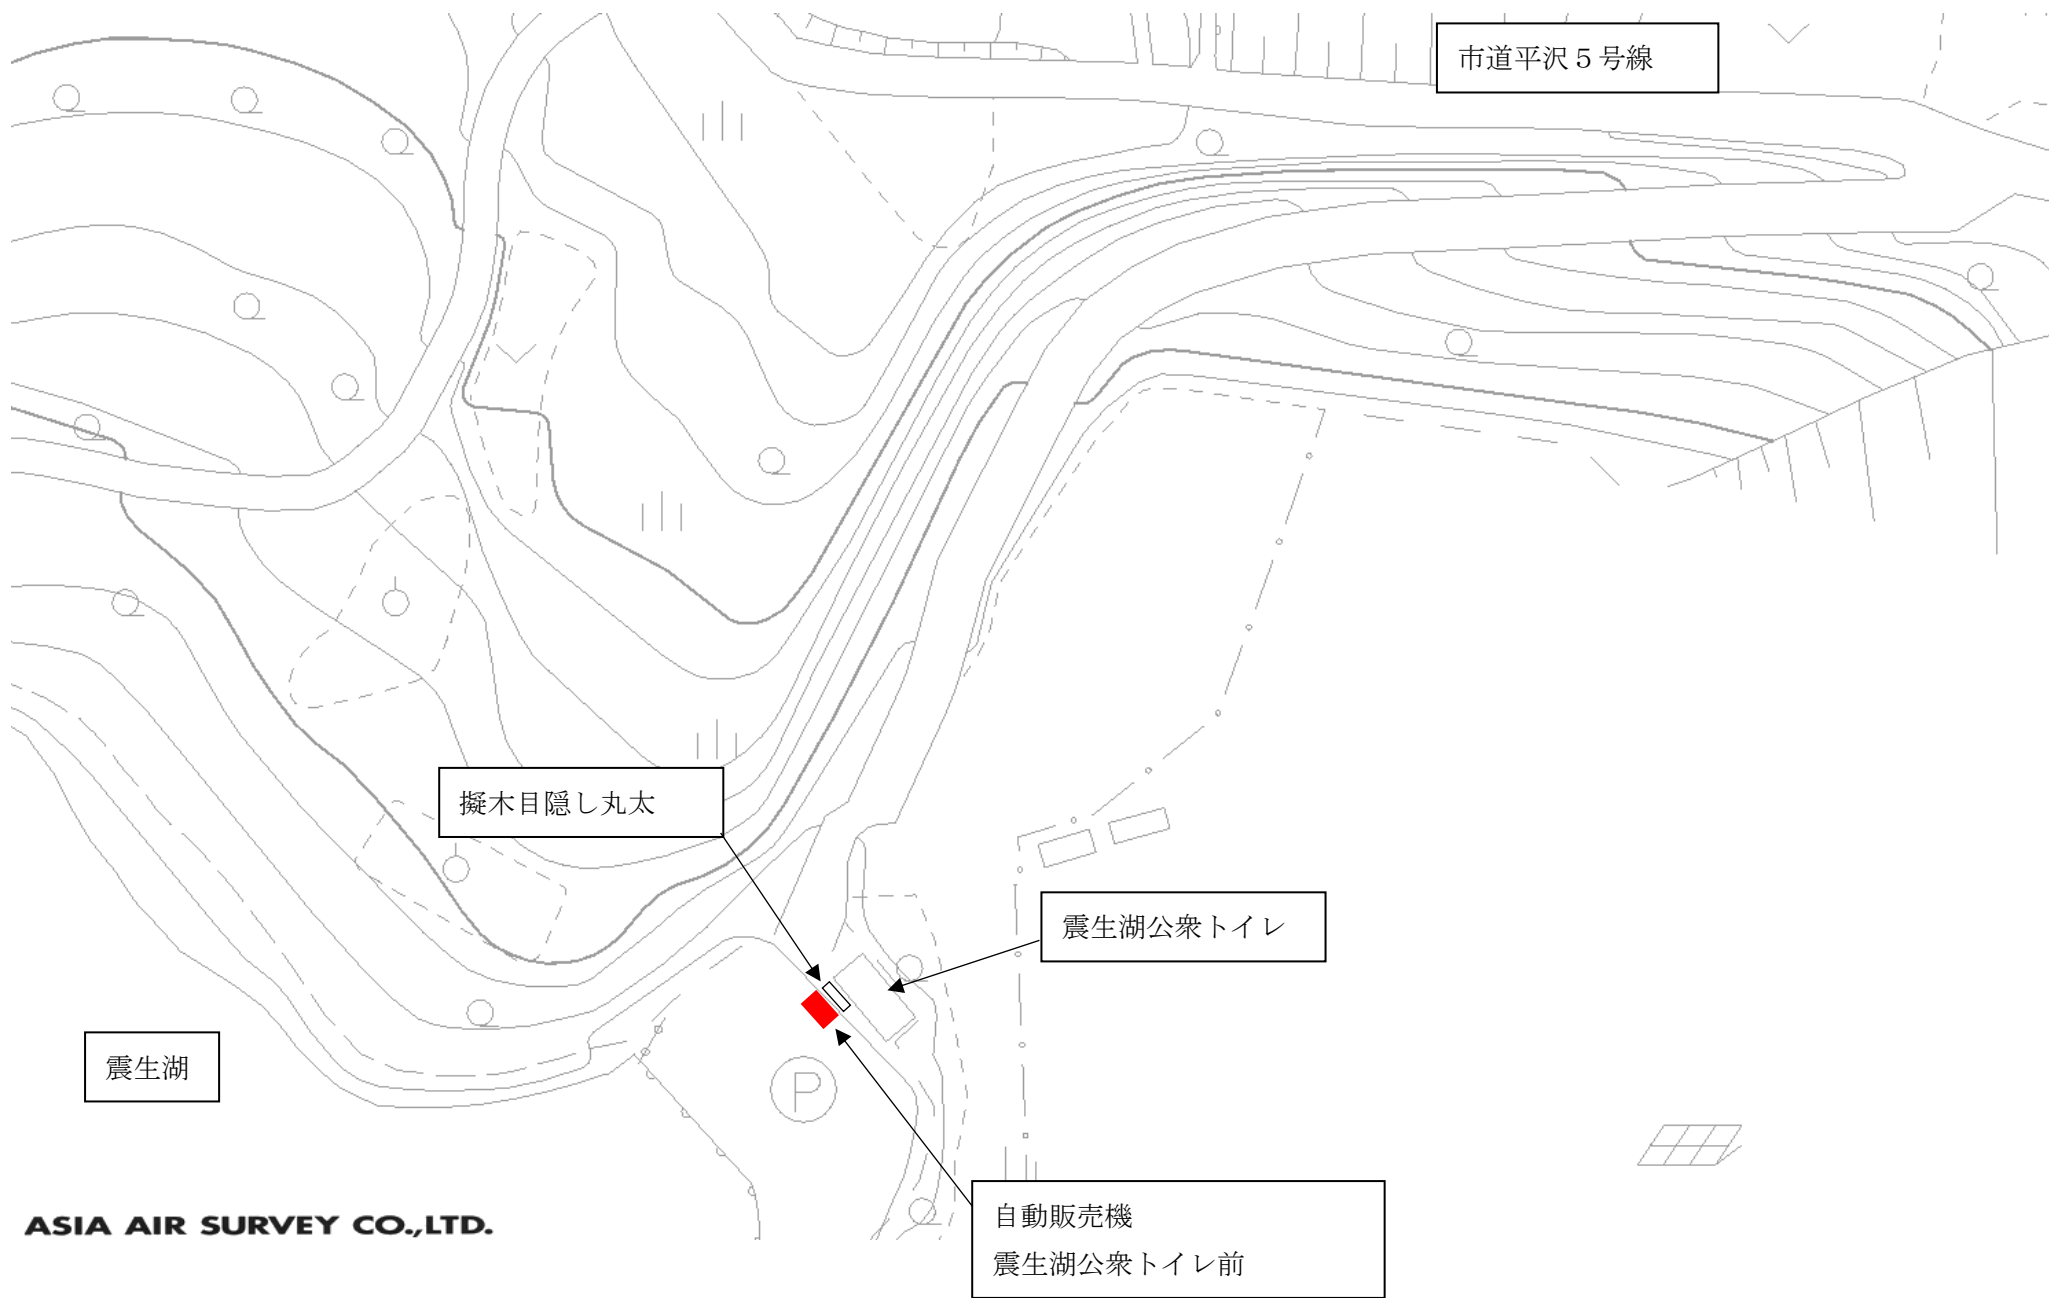 市道平沢５号線
擬木目隠し丸太
震生湖公衆トイレ
震生湖
P
自動販売機
震生湖公衆トイレ前
ASIA AIR SURVEY CO.,LTD.